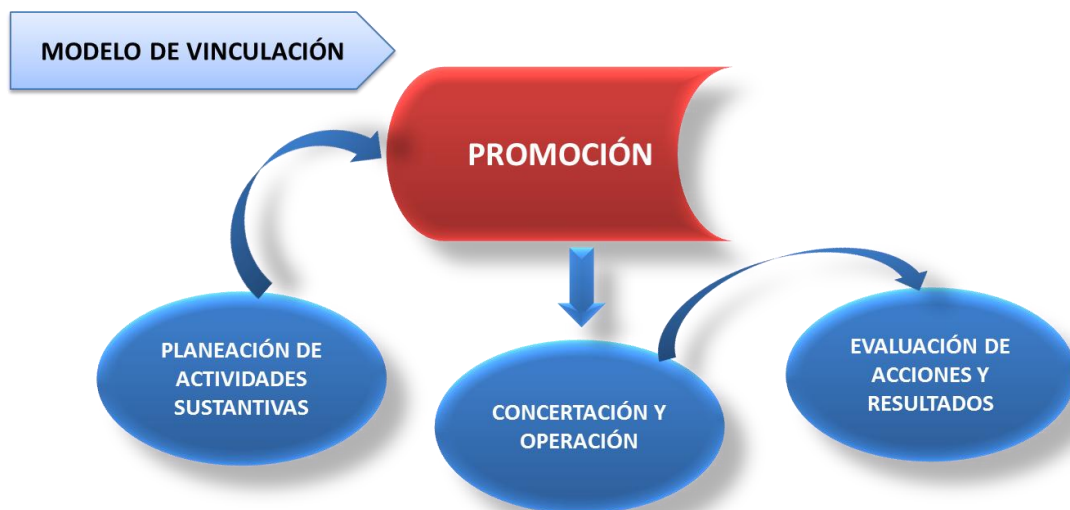 MODELO DE VINCULACIÓN
PROMOCIÓN
PLANEACIÓN DE
ACTIVIDADES
SUSTANTIVAS
CONCERTACIÓN Y
OPERACIÓN
EVALUACIÓN DE
ACCIONES Y
RESULTADOS